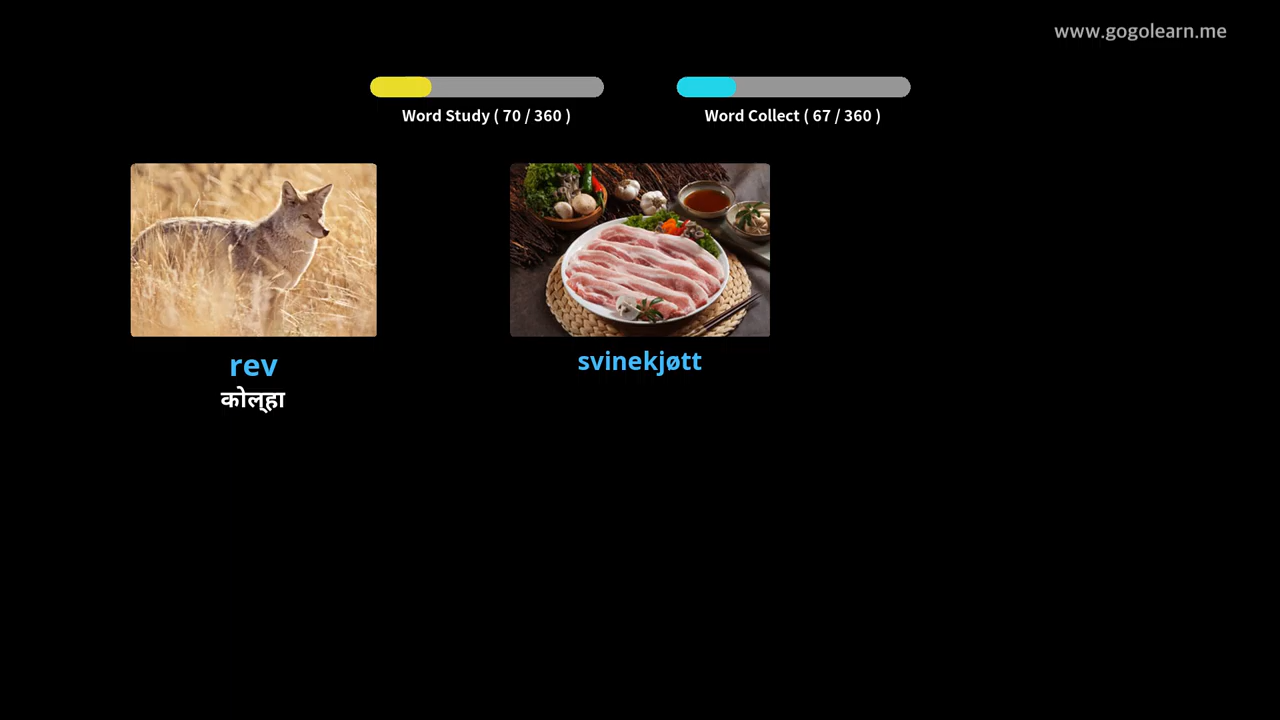 www.gogolearn.me
Word Study ( 70 / 360 )
Word Collect ( 67 / 360 )
rev
कोल्हा
svinekjøtt